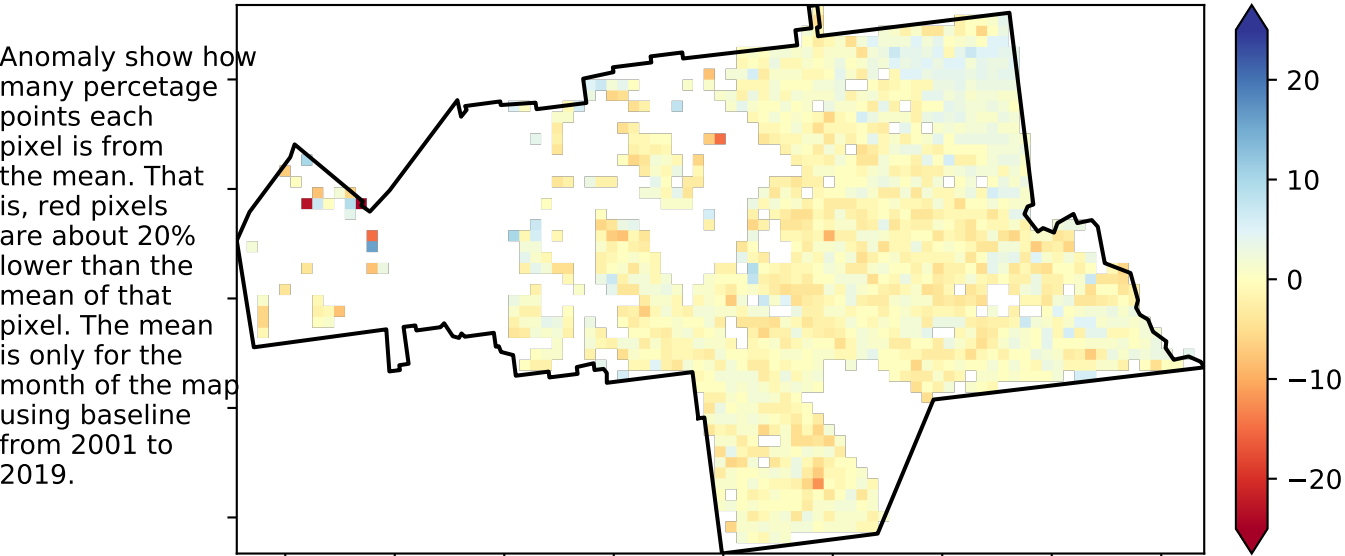 Anomaly show how
many percetage
points each
pixel is from
the mean. That
is, red pixels
are about 20%
lower than the
mean of that
pixel. The mean
is only for the
month of the map
using baseline
from 2001 to
2019.
20
10
0
−10
−20